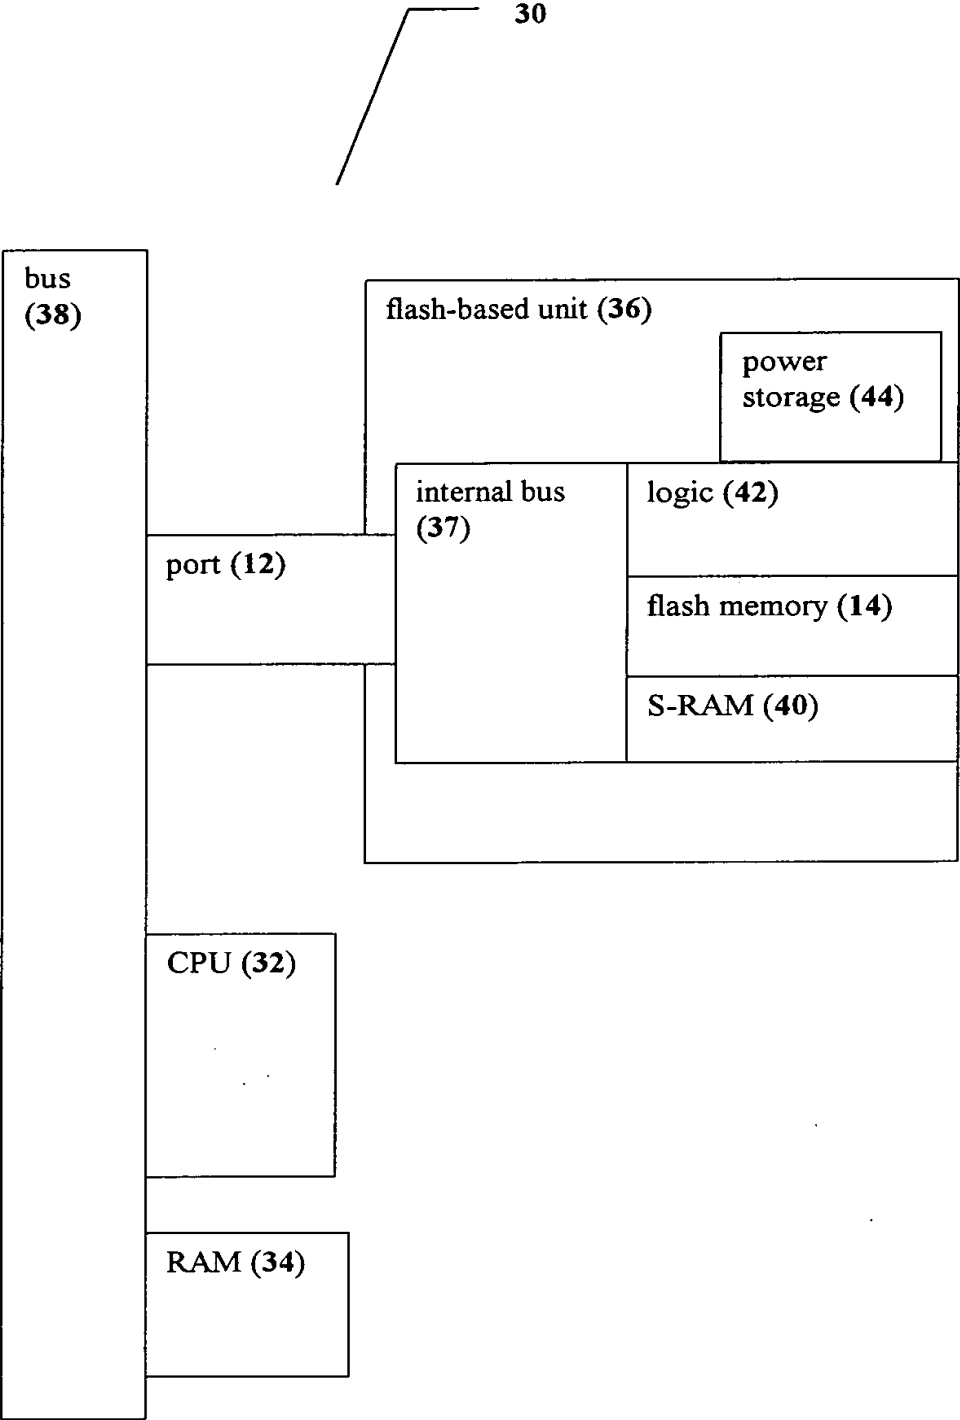 30
bus
(38)
flash-based unit (36)
power
storage (44)
internal bus
(37)
logic (42)
port (12)
flash memory (14)
S-RAM (40)
CPU (32)
RAM (34)